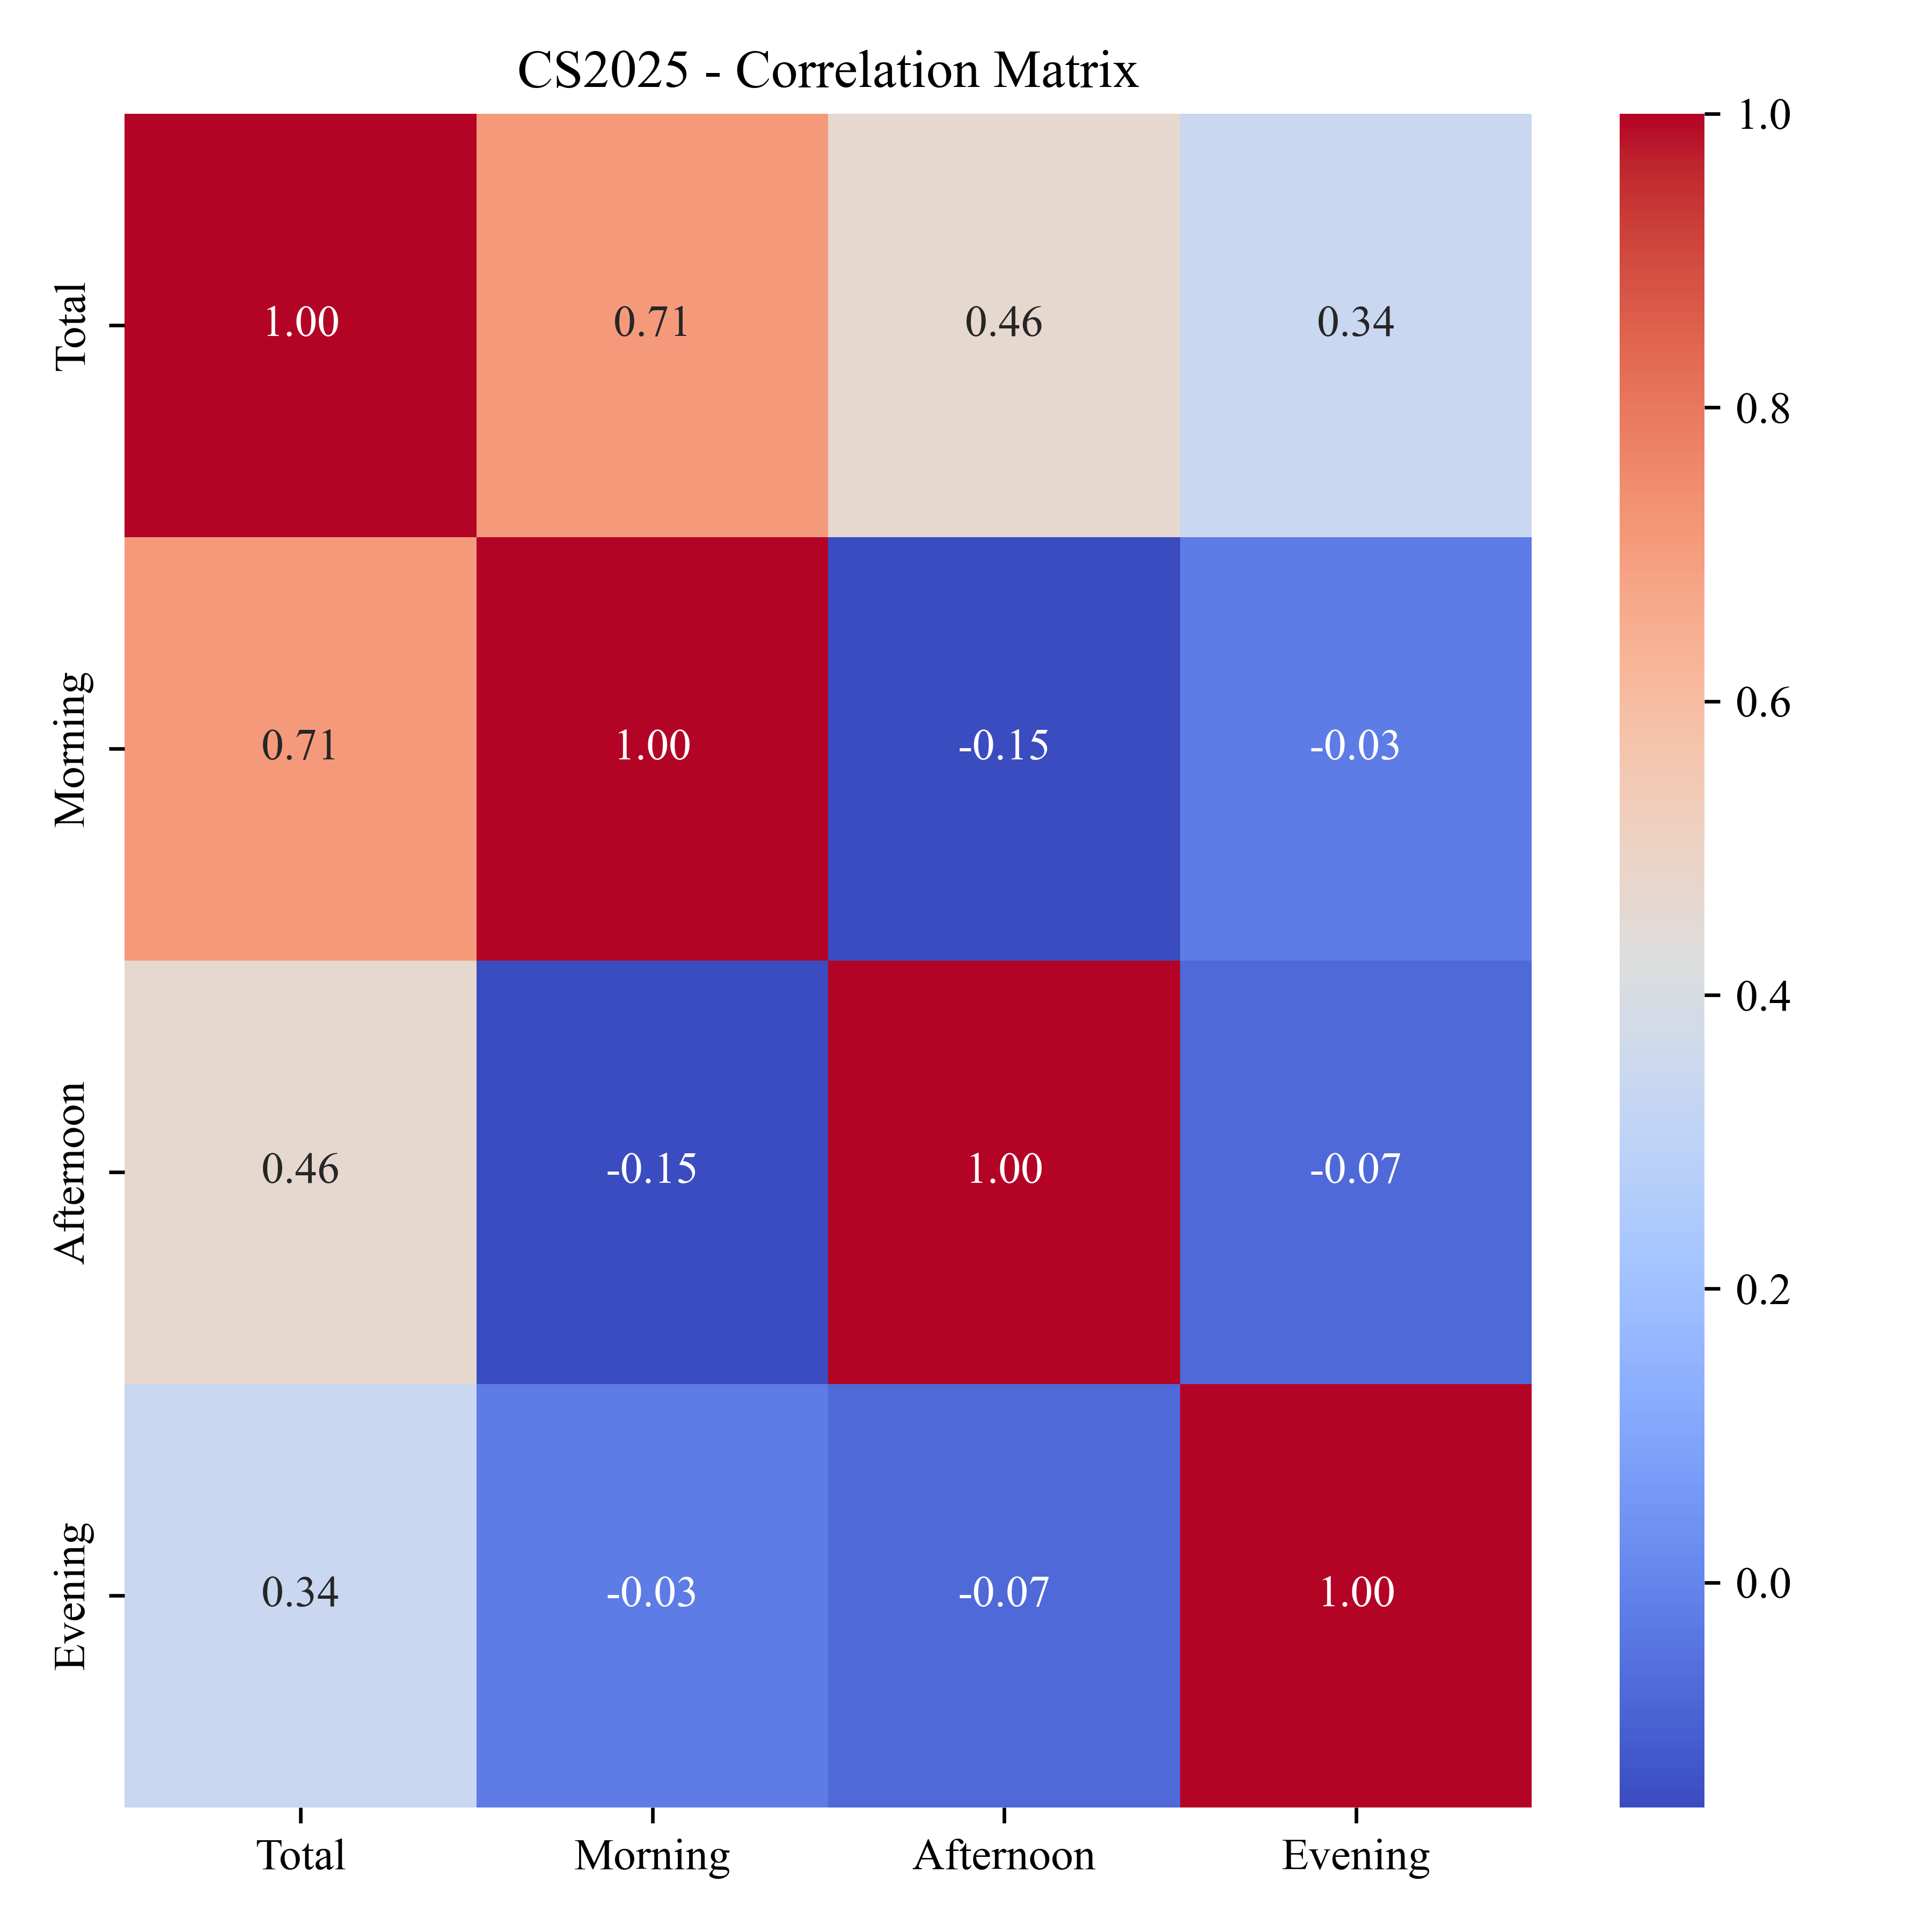 CS2025 - Correlation Matrix
Total 1.00 0.71 0.46 0.34
Morning 0.71 1.00 -0.15 -0.03
Afternoon 0.46 -0.15 1.00 -0.07
Evening 0.34 -0.03 -0.07 1.00
Total Morning Afternoon Evening
1.0
0.8
0.6
0.4
0.2
0.0